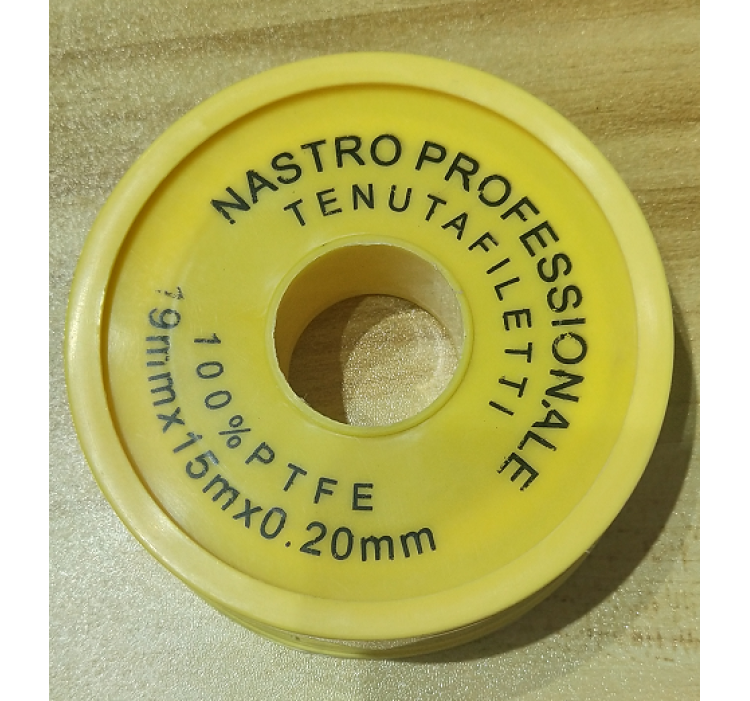 NASTRO PROFESSIONALE
TENUTAFILETTI
100%PTFE
19mmx15mx0.20mm